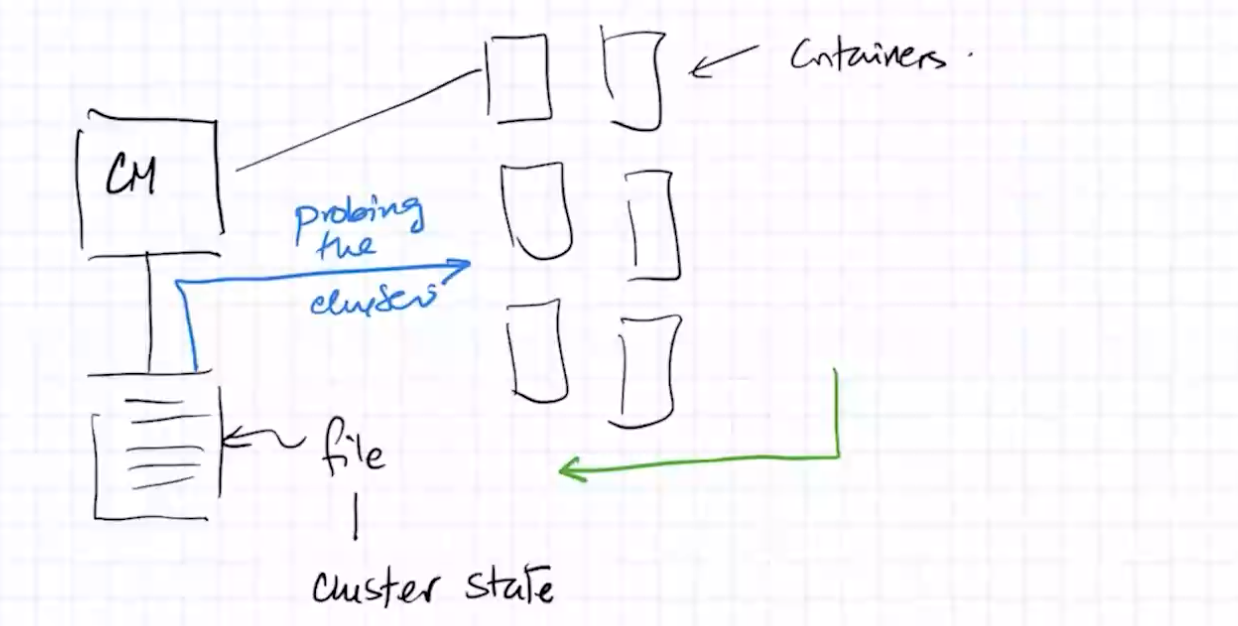 Containers.
CM
probing
the
clusters
file
cluster state